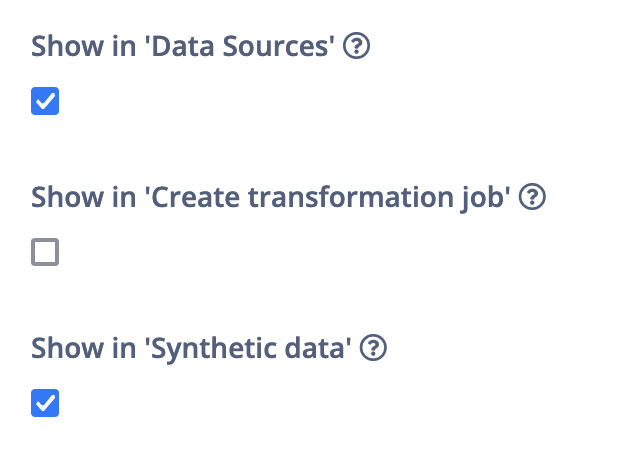 Show in 'Data Sources' ?
Show in 'Create transformation job' ?
Show in 'Synthetic data' ?